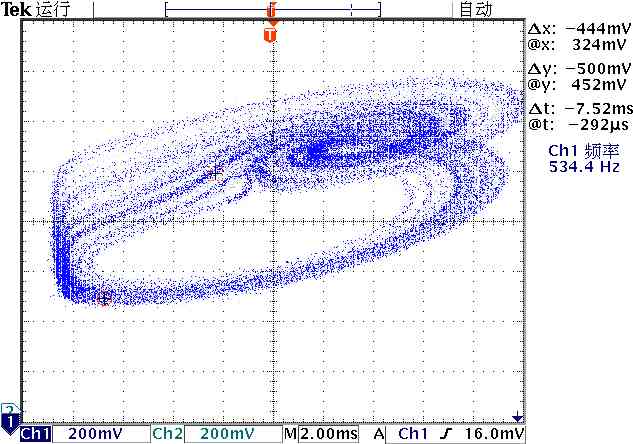 Tek 运行 自动
T
T
Δx: −444mV
@x: 324mV
Δy: −500mV
@y: 452mV
Δt: −7.52ms
@t: −292µs
Ch1 频率
534.4 Hz
2
1
Ch1 200mV Ch2 200mV M 2.00ms A Ch1 16.0mV